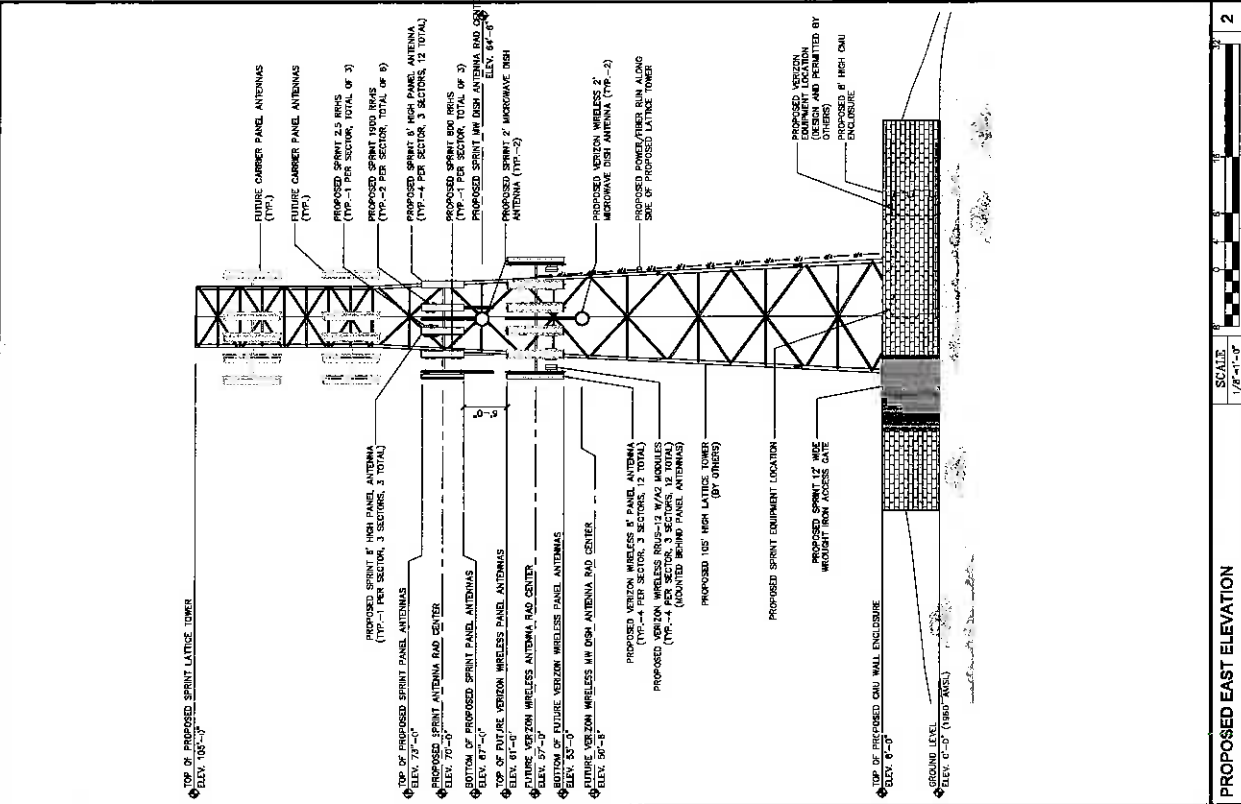 TOP OF PROPOSED SPRINT LATTICE TOWER
ELEV. 105'-0"
FUTURE CARRIER PANEL ANTENNAS
(TYP.)
FUTURE CARRIER PANEL ANTENNAS
(TYP.)
PROPOSED SPRINT 2.5 RRHS
(TYP.-1 PER SECTOR, TOTAL OF 3)
PROPOSED SPRINT 1900 RRHS
(TYP.-2 PER SECTOR, TOTAL OF 6)
PROPOSED SPRINT 6' HIGH PANEL ANTENNA
(TYP.-4 PER SECTOR, 3 SECTORS, 12 TOTAL)
PROPOSED SPRINT 800 RRHS
(TYP.-1 PER SECTOR, TOTAL OF 3)
PROPOSED SPRINT MW DISH ANTENNA RAD CENTER
ELEV. 64'-6"
PROPOSED SPRINT 2' MICROWAVE DISH
ANTENNA (TYP.-2)
PROPOSED VERIZON WIRELESS 2'
MICROWAVE DISH ANTENNA (TYP.-2)
PROPOSED POWER/FIBER RUN ALONG
SIDE OF PROPOSED LATTICE TOWER
PROPOSED VERIZON
EQUIPMENT LOCATION
(DESIGN AND PERMITTED BY
OTHERS)
PROPOSED 8' HIGH CMU
ENCLOSURE
PROPOSED SPRINT 8' HIGH PANEL ANTENNA
(TYP.-1 PER SECTOR, 3 SECTORS, 3 TOTAL)
TOP OF PROPOSED SPRINT PANEL ANTENNAS
ELEV. 73'-0"
PROPOSED SPRINT ANTENNA RAD CENTER
ELEV. 70'-0"
BOTTOM OF PROPOSED SPRINT PANEL ANTENNAS
ELEV. 67'-0"
6'-0"
TOP OF FUTURE VERIZON WIRELESS PANEL ANTENNAS
ELEV. 61'-0"
FUTURE VERIZON WIRELESS ANTENNA RAD CENTER
ELEV. 57'-0"
BOTTOM OF FUTURE VERIZON WIRELESS PANEL ANTENNAS
ELEV. 53'-0"
FUTURE VERIZON WIRELESS MW DISH ANTENNA RAD CENTER
ELEV.
PROPOSED VERIZON WIRELESS 8' PANEL ANTENNA
(TYP.-4 PER SECTOR, 3 SECTORS, 12 TOTAL)
PROPOSED VERIZON WIRELESS RRUS-12 W/A2 MODULES
(TYP.-4 PER SECTOR, 3 SECTORS, 12 TOTAL)
(MOUNTED BEHIND PANEL ANTENNAS)
PROPOSED 105' HIGH LATTICE TOWER
(BY OTHERS)
PROPOSED SPRINT EQUIPMENT LOCATION
PROPOSED SPRINT 12' WIDE
WROUGHT IRON ACCESS GATE
TOP OF PROPOSED CMU WALL ENCLOSURE
ELEV. 8'-0"
GROUND LEVEL
ELEV. 0'-0" (1950 AMSL)
PROPOSED EAST ELEVATION
SCALE
1/8"=1'-0"
8 4 0 8' 16' 32'
2